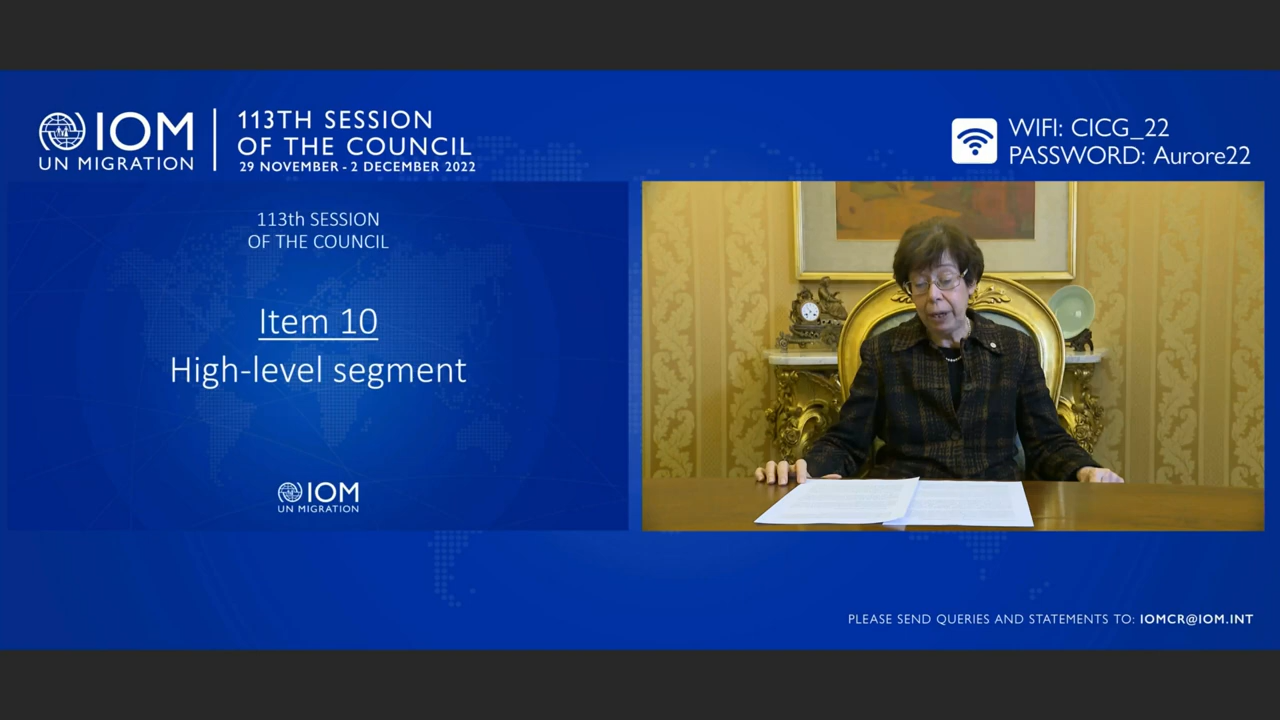 IOM
UN MIGRATION
113TH SESSION
OF THE COUNCIL
29 NOVEMBER - 2 DECEMBER 2022
WIFI: CICG_22
PASSWORD: Aurore22
113th SESSION
OF THE COUNCIL
Item 10
High-level segment
IOM
UN MIGRATION
PLEASE SEND QUERIES AND STATEMENTS TO: IOMCR@IOM.INT